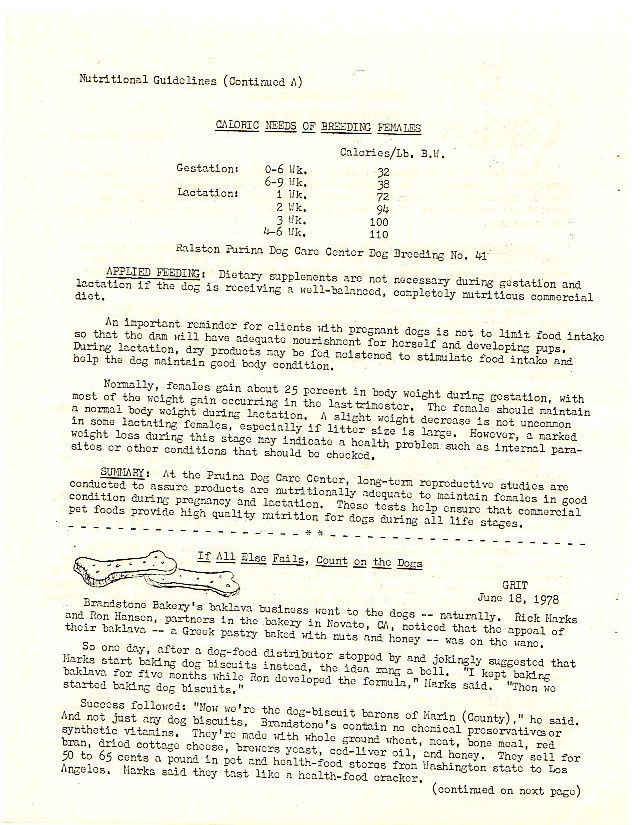 Nutritional Guidelines (Continued A)
CALORIC NEEDS OF BREEDING FEMALES
Calories/Lb. B.W.
Gestation: 0-6 Wk. 32
6-9 Wk. 38
Lactation: 1 Wk. 72
2 Wk. 94
3 Wk. 100
4-6 Wk. 110
Ralston Purina Dog Care Center Dog Breeding No. 41
APPLIED FEEDING: Dietary supplements are not necessary during gestation and
lactation if the dog is receiving a well-balanced, completely nutritious commercial
diet.
An important reminder for clients with pregnant dogs is not to limit food intake
so that the dam will have adequate nourishment for herself and developing pups.
During lactation, dry products may be fed moistened to stimulate food intake and
help the dog maintain good body condition.
Normally, females gain about 25 percent in body weight during gestation, with
most of the weight gain occurring in the last trimester. The female should maintain
a normal body weight during lactation. A slight weight decrease is not uncommon
in some lactating females, especially if litter size is large. However, a marked
weight loss during this stage may indicate a health problem such as internal para-
sites or other conditions that should be checked.
SUMMARY: At the Pruina Dog Care Center, long-term reproductive studies are
conducted to assure products are nutritionally adequate to maintain females in good
condition during pregnancy and lactation. These tests help ensure that commercial
pet foods provide high quality nutrition for dogs during all life stages.
- - - - - - - - - - - - - - - - - - - - * * - - - - - - - - - - - - - - - - - - - -
If All Else Fails, Count on the Dogs
GRIT
June 18, 1978
Brandstone Bakery's baklava business went to the dogs -- naturally. Rick Marks
and Ron Hansen, partners in the bakery in Novato, CA, noticed that the appeal of
their baklava -- a Greek pastry baked with nuts and honey -- was on the wane.
So one day, after a dog-food distributor stopped by and jokingly suggested that
Marks start baking dog biscuits instead, the idea rang a bell. "I kept baking
baklava for five months while Ron developed the formula," Marks said. "Then we
started baking dog biscuits."
Success followed: "Now we're the dog-biscuit barons of Marin (County)," he said.
And not just any dog biscuits. Brandstone's contain no chemical preservatives or
synthetic vitamins. They're made with whole ground wheat, meat, bone meal, red
bran, dried cottage cheese, brewers yeast, cod-liver oil, and honey. They sell for
50 to 65 cents a pound in pet and health-food stores from Washington state to Los
Angeles. Marks said they tast like a health-food cracker.
(continued on next page)